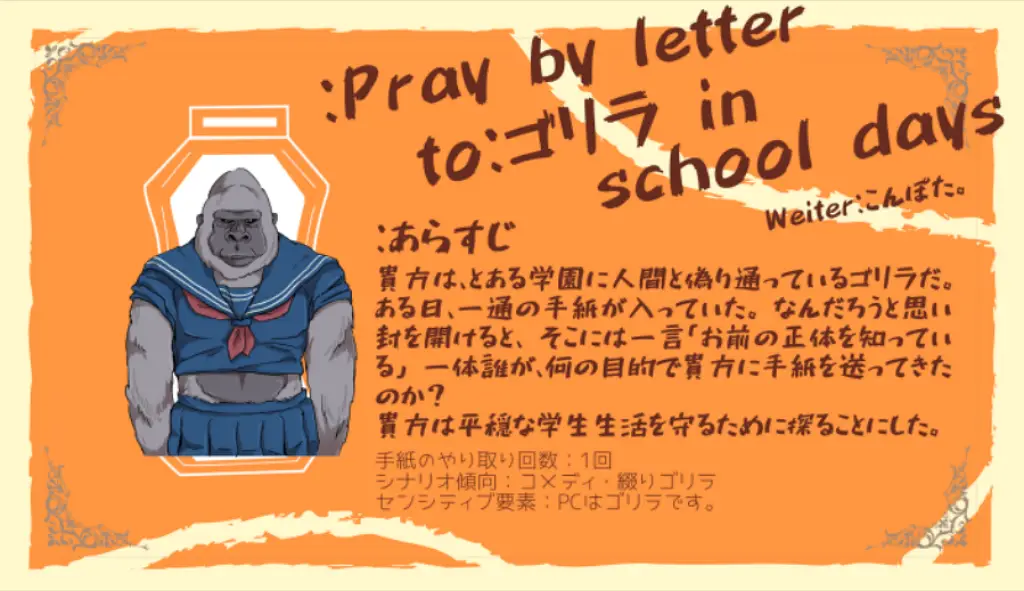 :Pray by letter
to:ゴリラ in
school days
Weiter:こんぼた。
:あらすじ
貴方は、とある学園に人間と偽り通っているゴリラだ。
ある日、一通の手紙が入っていた。なんだろうと思い
封を開けると、そこには一言「お前の正体を知ってい
る」一体誰が、何の目的で貴方に手紙を送ってきた
のか？
貴方は平穏な学生生活を守るために探ることにした。
手紙のやり取り回数：1回
シナリオ傾向：コメディ・綴りゴリラ
センシティブ要素：PCはゴリラです。